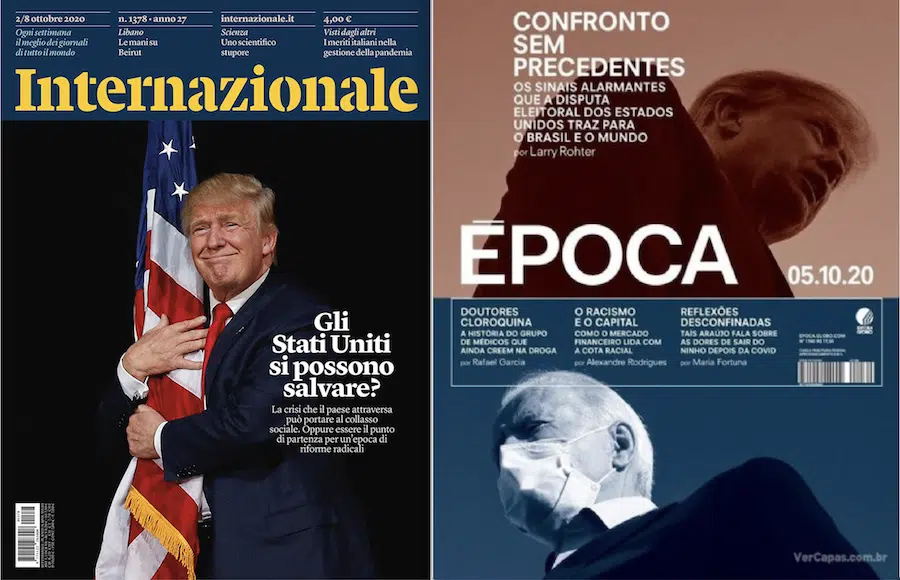 2/8 ottobre 2020
n. 1378 • anno 27
internazionale.it
4,00 €
Ogni settimana
il meglio dei giornali
di tutto il mondo
Libano
Le mani su
Beirut
Scienza
Uno scientifico
stupore
Visti dagli altri
I meriti italiani nella
gestione della pandemia
Internazionale
Gli
Stati Uniti
si possono
salvare?
La crisi che il paese attraversa
può portare al collasso
sociale. Oppure essere il punto
di partenza per un'epoca di
riforme radicali
CONFRONTO
SEM
PRECEDENTES
OS SINAIS ALARMANTES
QUE A DISPUTA
ELEITORAL DOS ESTADOS
UNIDOS TRAZ PARA
O BRASIL E O MUNDO
por Larry Rohter
ÉPOCA
05.10.20
DOUTORES
CLOROQUINA
A HISTÓRIA DO GRUPO
DE MÉDICOS QUE
AINDA CREEM NA DROGA
por Rafael Garcia
O RACISMO
E O CAPITAL
COMO O MERCADO
FINANCEIRO LIDA COM
A COTA RACIAL
por Alexandre Rodrigues
REFLEXÕES
DESCONFINADAS
TAÍS ARAÚJO FALA SOBRE
AS DORES DE SAIR DO
NINHO DEPOIS DA COVID
por Maria Fortuna
EPOCA.GLOBO.COM
VerCapas.com.br